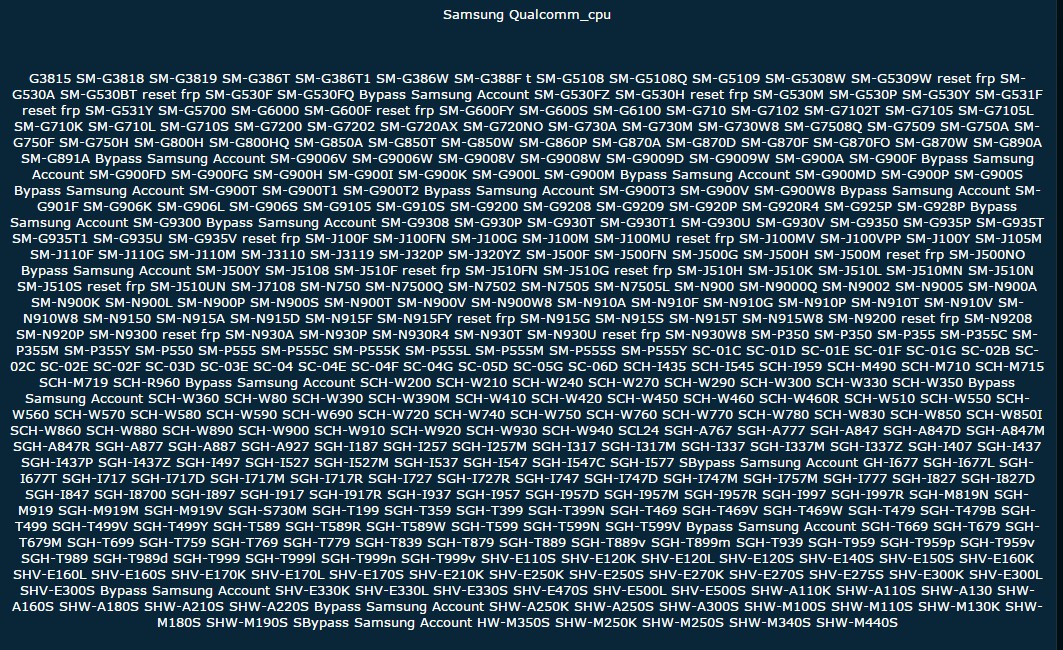 Samsung Qualcomm_cpu
G3815 SM-G3818 SM-G3819 SM-G386T SM-G386T1 SM-G386W SM-G388F t SM-G5108 SM-G5108Q SM-G5109 SM-G5308W SM-G5309W reset frp SM-
G530A SM-G530BT reset frp SM-G530F SM-G530FQ Bypass Samsung Account SM-G530FZ SM-G530H reset frp SM-G530M SM-G530P SM-G530Y SM-G531F
reset frp SM-G531Y SM-G5700 SM-G6000 SM-G600F reset frp SM-G600FY SM-G600S SM-G6100 SM-G710 SM-G7102 SM-G7102T SM-G7105 SM-G7105L
SM-G710K SM-G710L SM-G710S SM-G7200 SM-G7202 SM-G720AX SM-G720NO SM-G730A SM-G730M SM-G730W8 SM-G7508Q SM-G7509 SM-G750A SM-
G750F SM-G750H SM-G800H SM-G800HQ SM-G850A SM-G850T SM-G850W SM-G860P SM-G870A SM-G870D SM-G870F SM-G870FO SM-G870W SM-G890A
SM-G891A Bypass Samsung Account SM-G9006V SM-G9006W SM-G9008V SM-G9008W SM-G9009D SM-G9009W SM-G900A SM-G900F Bypass Samsung
Account SM-G900FD SM-G900FG SM-G900H SM-G900I SM-G900K SM-G900L SM-G900M Bypass Samsung Account SM-G900MD SM-G900P SM-G900S
Bypass Samsung Account SM-G900T SM-G900T1 SM-G900T2 Bypass Samsung Account SM-G900T3 SM-G900V SM-G900W8 Bypass Samsung Account SM-
G901F SM-G906K SM-G906L SM-G906S SM-G9105 SM-G910S SM-G9200 SM-G9208 SM-G9209 SM-G920P SM-G920R4 SM-G925P SM-G928P Bypass
Samsung Account SM-G9300 Bypass Samsung Account SM-G9308 SM-G930P SM-G930T SM-G930T1 SM-G930U SM-G930V SM-G9350 SM-G935P SM-G935T
SM-G935T1 SM-G935U SM-G935V reset frp SM-J100F SM-J100FN SM-J100G SM-J100M SM-J100MU reset frp SM-J100MV SM-J100VPP SM-J100Y SM-J105M
SM-J110F SM-J110G SM-J110M SM-J3110 SM-J3119 SM-J320P SM-J320YZ SM-J500F SM-J500FN SM-J500G SM-J500H SM-J500M reset frp SM-J500NO
Bypass Samsung Account SM-J500Y SM-J5108 SM-J510F reset frp SM-J510FN SM-J510G reset frp SM-J510H SM-J510K SM-J510L SM-J510MN SM-J510N
SM-J510S reset frp SM-J510UN SM-J7108 SM-N750 SM-N7500Q SM-N7502 SM-N7505 SM-N7505L SM-N900 SM-N9000Q SM-N9002 SM-N9005 SM-N900A
SM-N900K SM-N900L SM-N900P SM-N900S SM-N900T SM-N900V SM-N900W8 SM-N910A SM-N910F SM-N910G SM-N910P SM-N910T SM-N910V SM-
N910W8 SM-N9150 SM-N915A SM-N915D SM-N915F SM-N915FY reset frp SM-N915G SM-N915S SM-N915T SM-N915W8 SM-N9200 reset frp SM-N9208
SM-N920P SM-N9300 reset frp SM-N930A SM-N930P SM-N930R4 SM-N930T SM-N930U reset frp SM-N930W8 SM-P350 SM-P350 SM-P355 SM-P355C SM-
P355M SM-P355Y SM-P550 SM-P555 SM-P555C SM-P555K SM-P555L SM-P555M SM-P555S SM-P555Y SC-01C SC-01D SC-01E SC-01F SC-01G SC-02B SC-
02C SC-02E SC-02F SC-03D SC-03E SC-04 SC-04E SC-04F SC-04G SC-05D SC-05G SC-06D SCH-I435 SCH-I545 SCH-I959 SCH-M490 SCH-M710 SCH-M715
SCH-M719 SCH-R960 Bypass Samsung Account SCH-W200 SCH-W210 SCH-W240 SCH-W270 SCH-W290 SCH-W300 SCH-W330 SCH-W350 Bypass
Samsung Account SCH-W360 SCH-W80 SCH-W390 SCH-W390M SCH-W410 SCH-W420 SCH-W450 SCH-W460 SCH-W460R SCH-W510 SCH-W550 SCH-
W560 SCH-W570 SCH-W580 SCH-W590 SCH-W690 SCH-W720 SCH-W740 SCH-W750 SCH-W760 SCH-W770 SCH-W780 SCH-W830 SCH-W850 SCH-W850I
SCH-W860 SCH-W880 SCH-W890 SCH-W900 SCH-W910 SCH-W920 SCH-W930 SCH-W940 SCL24 SGH-A767 SGH-A777 SGH-A847 SGH-A847D SGH-A847M
SGH-A847R SGH-A877 SGH-A887 SGH-A927 SGH-I187 SGH-I257 SGH-I257M SGH-I317 SGH-I317M SGH-I337 SGH-I337M SGH-I337Z SGH-I407 SGH-I437
SGH-I437P SGH-I437Z SGH-I497 SGH-I527 SGH-I527M SGH-I537 SGH-I547 SGH-I547C SGH-I577 SBypass Samsung Account GH-I677 SGH-I677L SGH-
I677T SGH-I717 SGH-I717D SGH-I717M SGH-I717R SGH-I727 SGH-I727R SGH-I747 SGH-I747D SGH-I747M SGH-I757M SGH-I777 SGH-I827 SGH-I827D
SGH-I847 SGH-I8700 SGH-I897 SGH-I917 SGH-I917R SGH-I937 SGH-I957 SGH-I957D SGH-I957M SGH-I957R SGH-I997 SGH-I997R SGH-M819N SGH-
M919 SGH-M919M SGH-M919V SGH-S730M SGH-T199 SGH-T359 SGH-T399 SGH-T399N SGH-T469 SGH-T469V SGH-T469W SGH-T479 SGH-T479B SGH-
T499 SGH-T499V SGH-T499Y SGH-T589 SGH-T589R SGH-T589W SGH-T599 SGH-T599N SGH-T599V Bypass Samsung Account SGH-T669 SGH-T679 SGH-
T679M SGH-T699 SGH-T759 SGH-T769 SGH-T779 SGH-T839 SGH-T879 SGH-T889 SGH-T889v SGH-T899m SGH-T939 SGH-T959 SGH-T959p SGH-T959v
SGH-T989 SGH-T989d SGH-T999 SGH-T999l SGH-T999n SGH-T999v SHV-E110S SHV-E120K SHV-E120L SHV-E120S SHV-E140S SHV-E150S SHV-E160K
SHV-E160L SHV-E160S SHV-E170K SHV-E170L SHV-E170S SHV-E210K SHV-E250K SHV-E250S SHV-E270K SHV-E270S SHV-E275S SHV-E300K SHV-E300L
SHV-E300S Bypass Samsung Account SHV-E330K SHV-E330L SHV-E330S SHV-E470S SHV-E500L SHV-E500S SHW-A110K SHW-A110S SHW-A130 SHW-
A160S SHW-A180S SHW-A210S SHW-A220S Bypass Samsung Account SHW-A250K SHW-A250S SHW-A300S SHW-M100S SHW-M110S SHW-M130K SHW-
M180S SHW-M190S SBypass Samsung Account HW-M350S SHW-M250K SHW-M250S SHW-M340S SHW-M440S